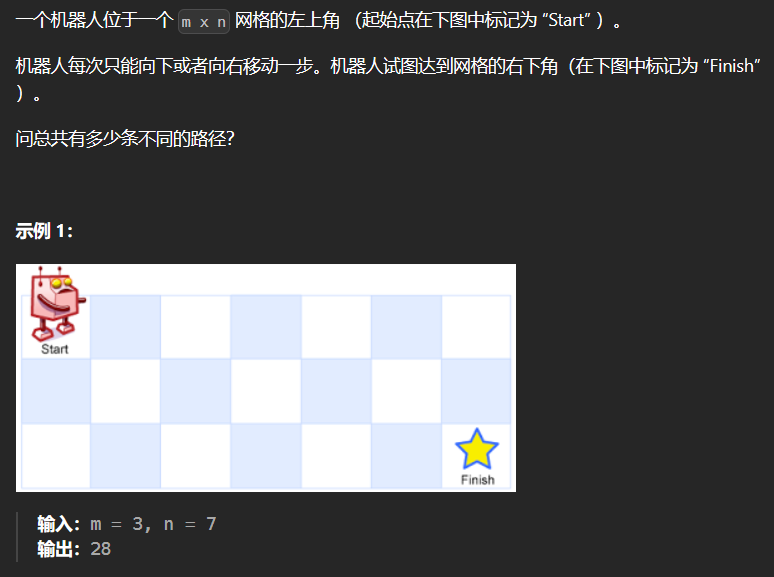 一个机器人位于一个 m x n 网格的左上角 （起始点在下图中标记为 “Start” ）。
机器人每次只能向下或者向右移动一步。机器人试图达到网格的右下角（在下图中标记为 “Finish”
）。
问总共有多少条不同的路径？
示例 1：
Start
Finish
输入：m = 3, n = 7
输出：28